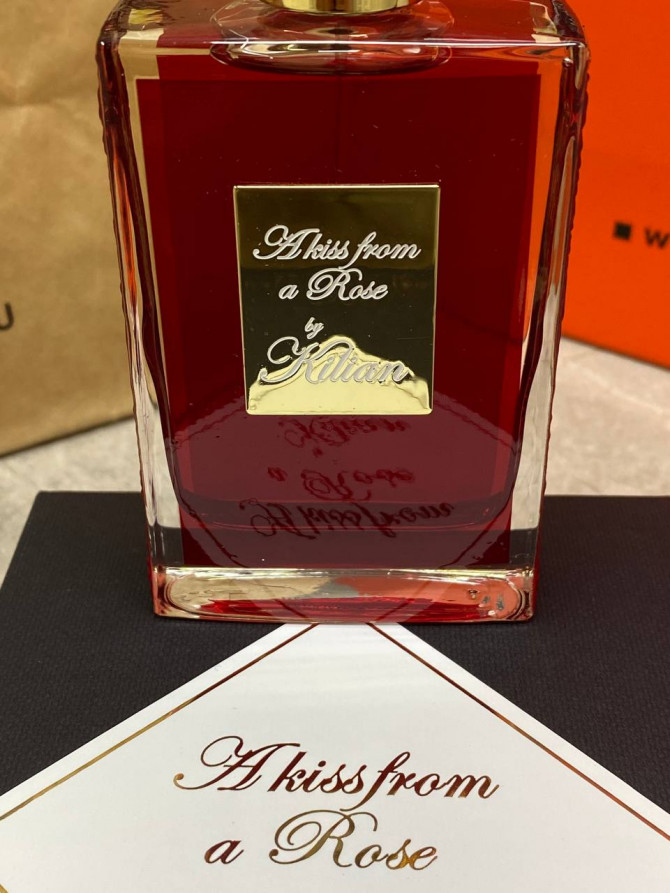 A kiss from
a Rose
by
Kilian
U
W
A kiss from
a Rose